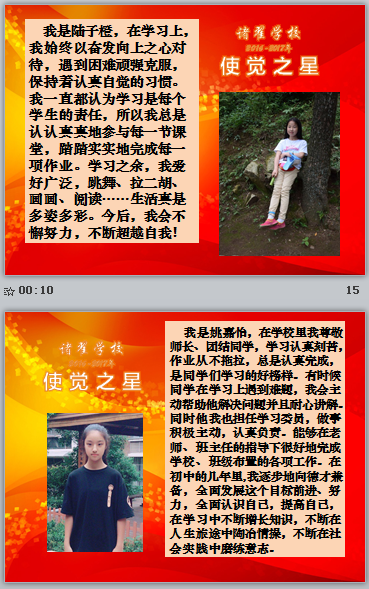 我是陆子橙，在学习上，
我始终以奋发向上之心对
待，遇到困难顽强克服，
保持着认真自觉的习惯。
我一直都认为学习是每个
学生的责任，所以我总是
认认真真地参与每一节课
堂，踏踏实实地完成每一
项作业。学习之余，我爱
好广泛，跳舞、拉二胡、
画画、阅读……生活真是
多姿多彩。今后，我会不
懈努力，不断超越自我！
诸翟学校
2016-2017年
使觉之星
00:10
15
诸翟学校
2016-2017年
使觉之星
我是姚嘉怡，在学校里我尊敬
师长、团结同学，学习认真刻苦，
作业从不拖拉，总是认真完成，
是同学们学习的好榜样。有时候
同学在学习上遇到难题，我会主
动帮助他解决问题并且耐心讲解。
同时他我也担任学习委员，做事
积极主动，认真负责。能够在老
师、班主任的指导下很好地完成
学校、班级布置的各项工作。在
初中的几年里，我逐步地向德才兼
备，全面发展这个目标前进、努
力，全面认识自己，提高自己，
在学习中不断增长知识，不断在
人生旅途中陶冶情操，不断在社
会实践中磨练意志。